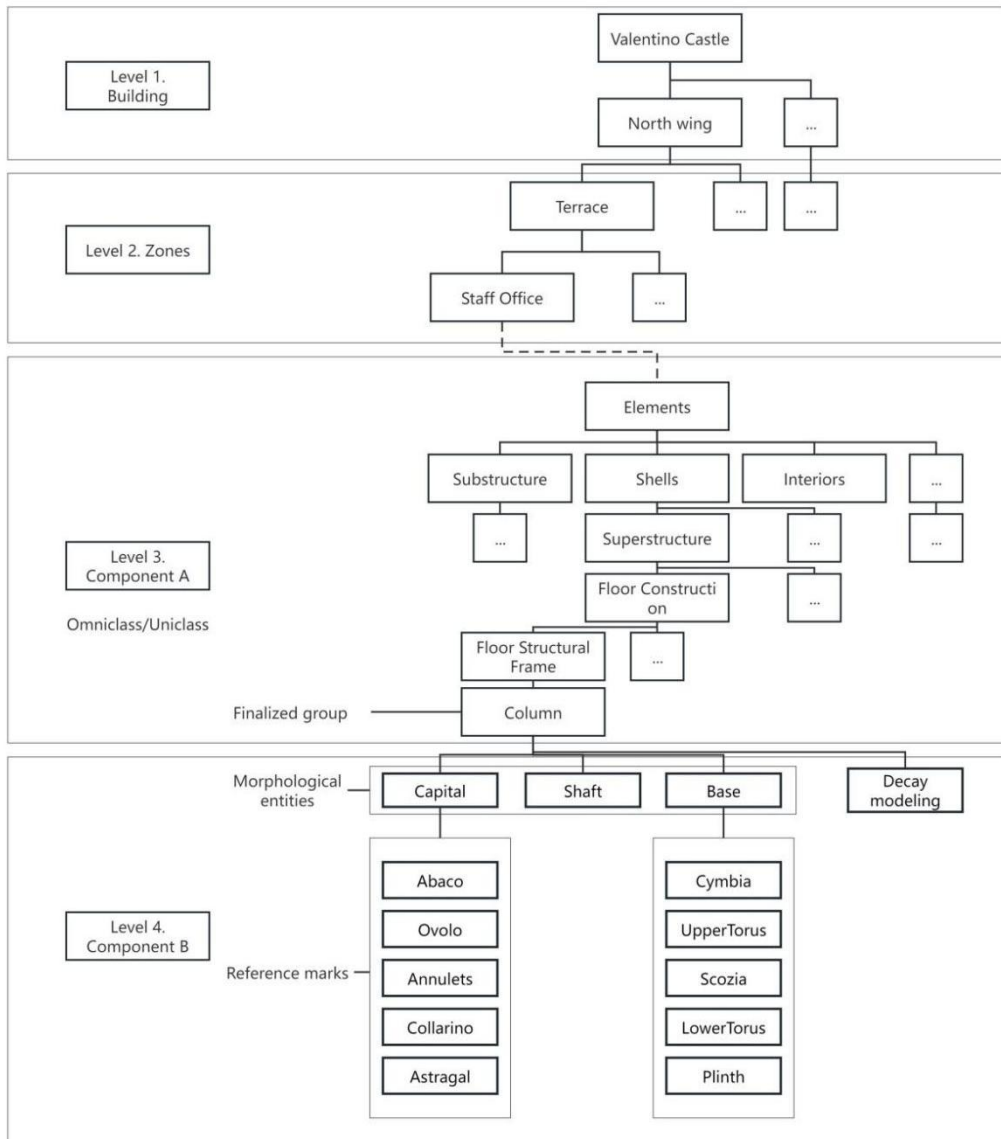 Valentino Castle
Level 1.
Building
North wing
...
Terrace
...
...
Level 2. Zones
Staff Office
...
Elements
Substructure
Shells
Interiors
...
...
Superstructure
...
...
Level 3.
Component A
Floor Constructi
on
...
Omniclass/Uniclass
Floor Structural
Frame
...
Finalized group
Column
Morphological
entities
Capital
Shaft
Base
Decay
modeling
Abaco
Cymbia
Level 4.
Component B
Ovolo
UpperTorus
Reference marks
Annulets
Scozia
Collarino
LowerTorus
Astragal
Plinth